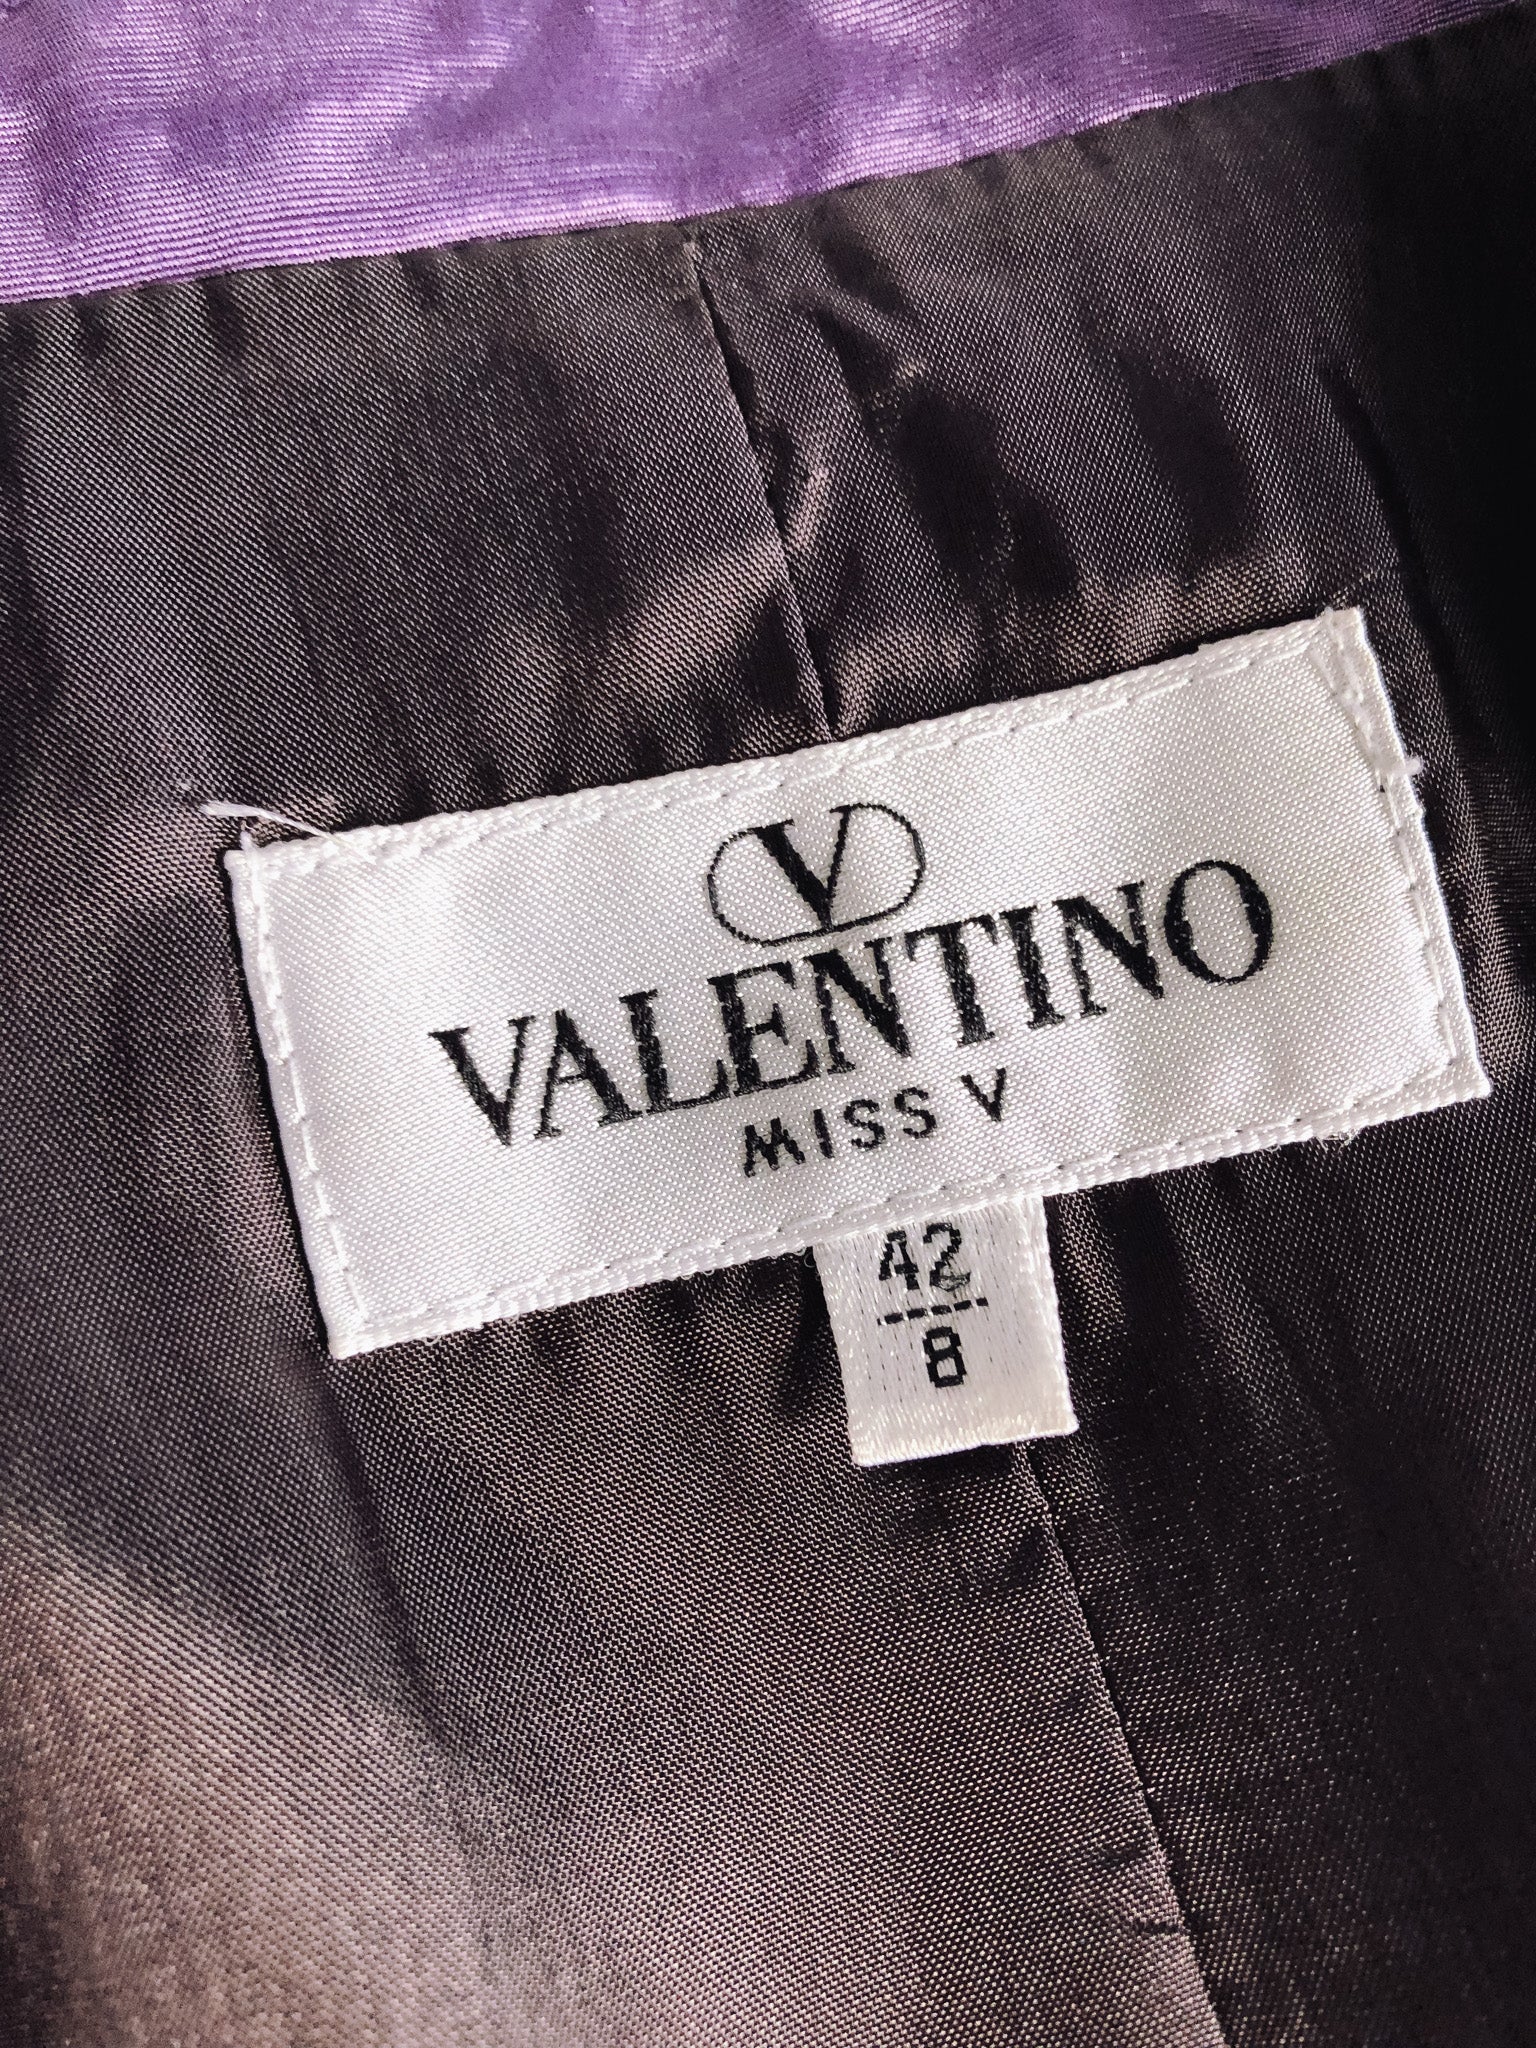 V
VALENTINO
MISS V
42
8